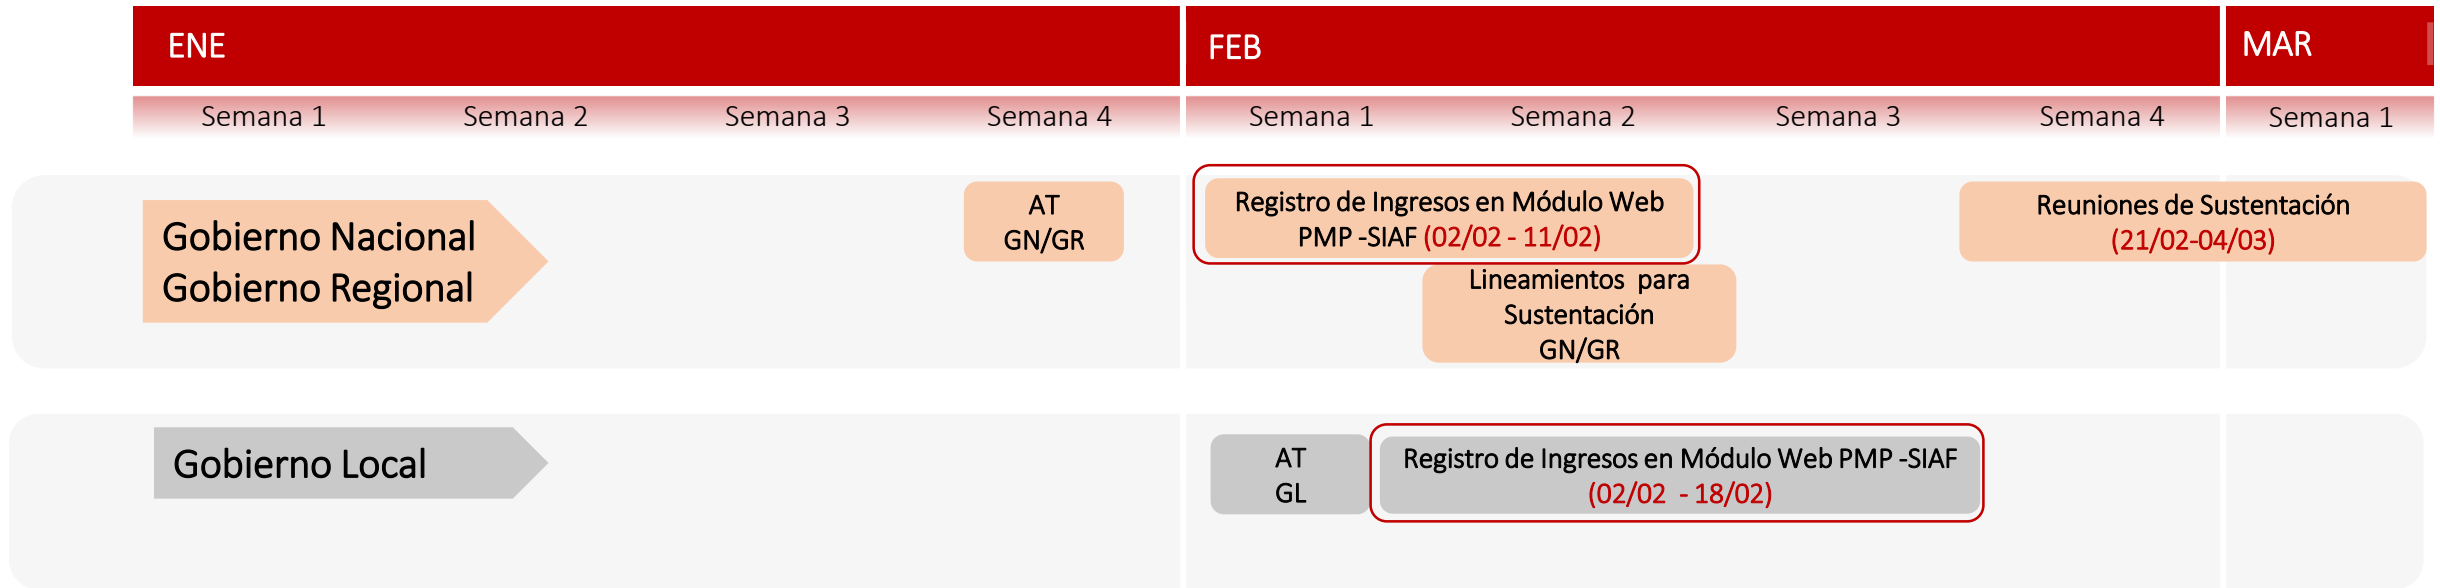 ENE
FEB
MAR
Semana 1
Semana 2
Semana 3
Semana 4
Semana 1
Semana 2
Semana 3
Semana 4
Semana 1
Gobierno Nacional
Gobierno Regional
AT
GN/GR
Registro de Ingresos en Módulo Web
PMP -SIAF (02/02 - 11/02)
Lineamientos para
Sustentación
GN/GR
Reuniones de Sustentación
(21/02-04/03)
Gobierno Local
AT
GL
Registro de Ingresos en Módulo Web PMP -SIAF
(02/02 - 18/02)